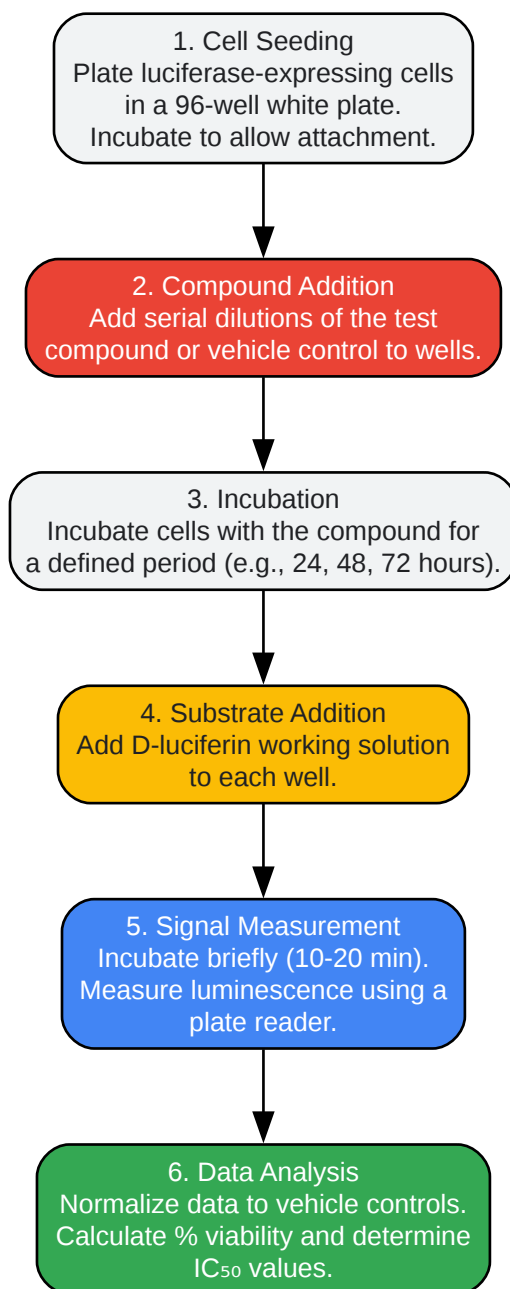 1. Cell Seeding
Plate luciferase-expressing cells
in a 96-well white plate.
Incubate to allow attachment.
2. Compound Addition
Add serial dilutions of the test
compound or vehicle control to wells.
3. Incubation
Incubate cells with the compound for
a defined period (e.g., 24, 48, 72 hours).
4. Substrate Addition
Add D-luciferin working solution
to each well.
5. Signal Measurement
Incubate briefly (10-20 min).
Measure luminescence using a
plate reader.
6. Data Analysis
Normalize data to vehicle controls.
Calculate % viability and determine
IC₅₀ values.